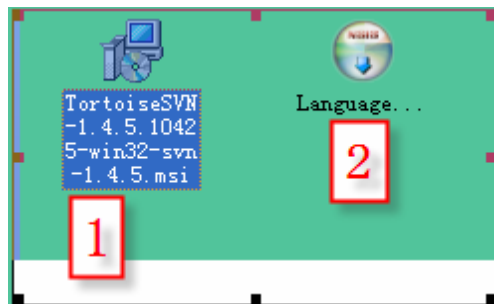 TortoiseSVN
-1.4.5.1042
5-win32-svn
-1.4.5.msi
Language...
1
2